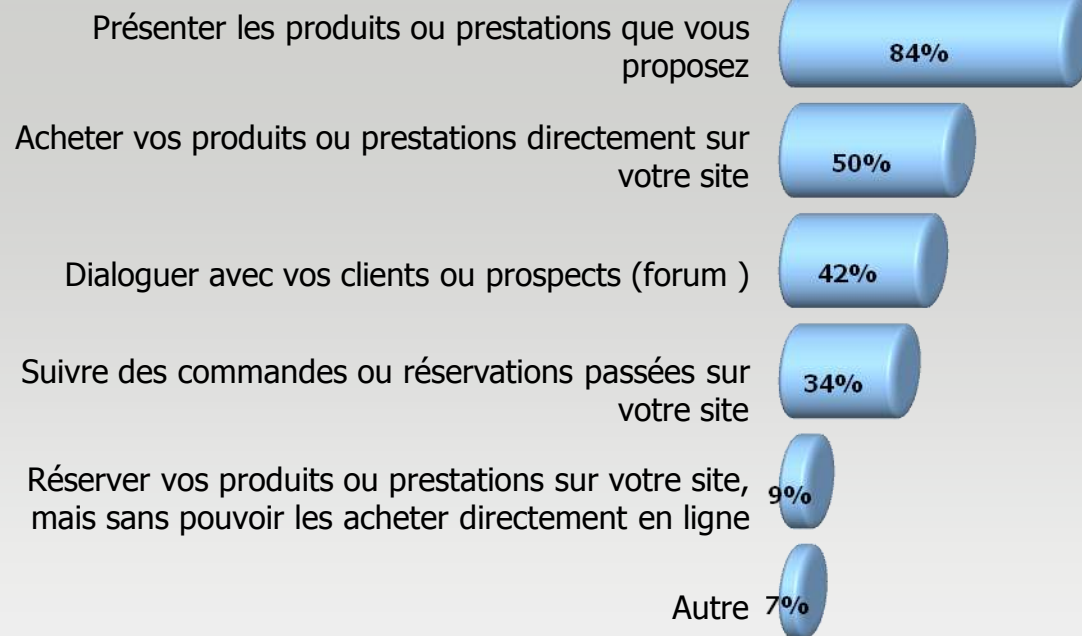 Présenter les produits ou prestations que vous
proposez
84%
Acheter vos produits ou prestations directement sur
votre site
50%
Dialoguer avec vos clients ou prospects (forum )
42%
Suivre des commandes ou réservations passées sur
votre site
34%
Réserver vos produits ou prestations sur votre site,
mais sans pouvoir les acheter directement en ligne
9%
Autre
7%